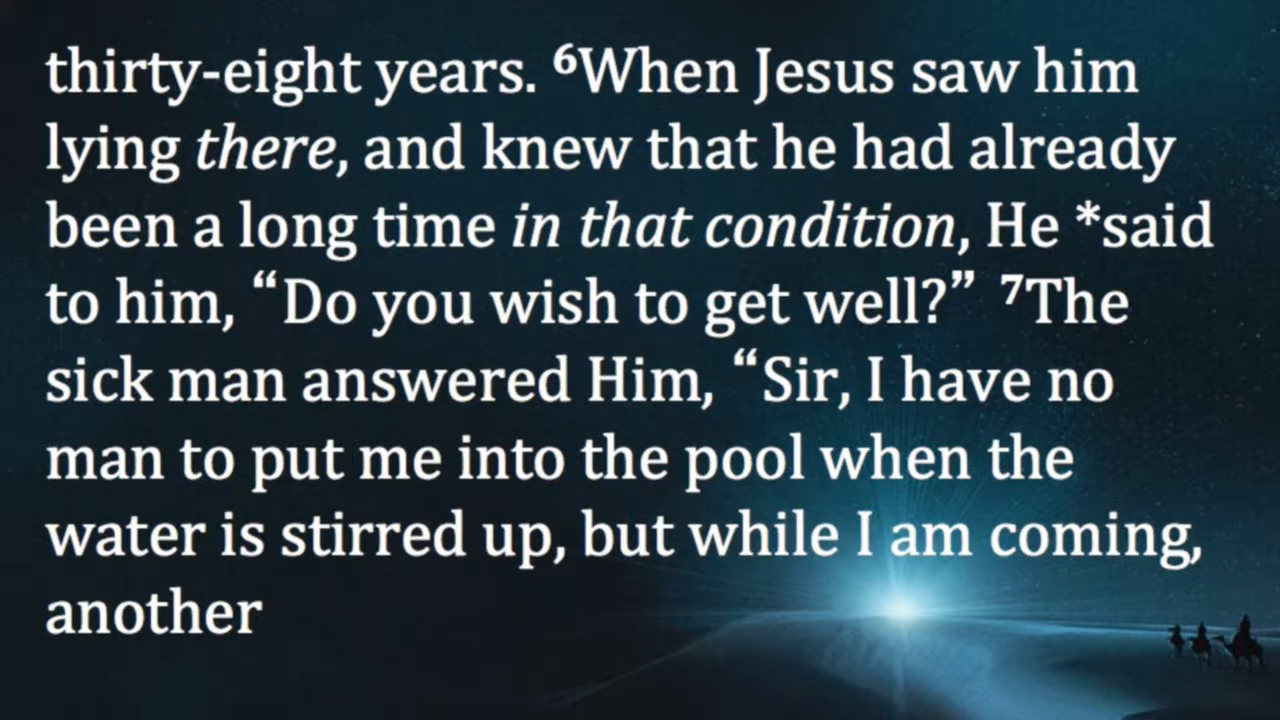 thirty-eight years. ⁶When Jesus saw him
lying there, and knew that he had already
been a long time in that condition, He *said
to him, “Do you wish to get well?” ⁷The
sick man answered Him, “Sir, I have no
man to put me into the pool when the
water is stirred up, but while I am coming,
another